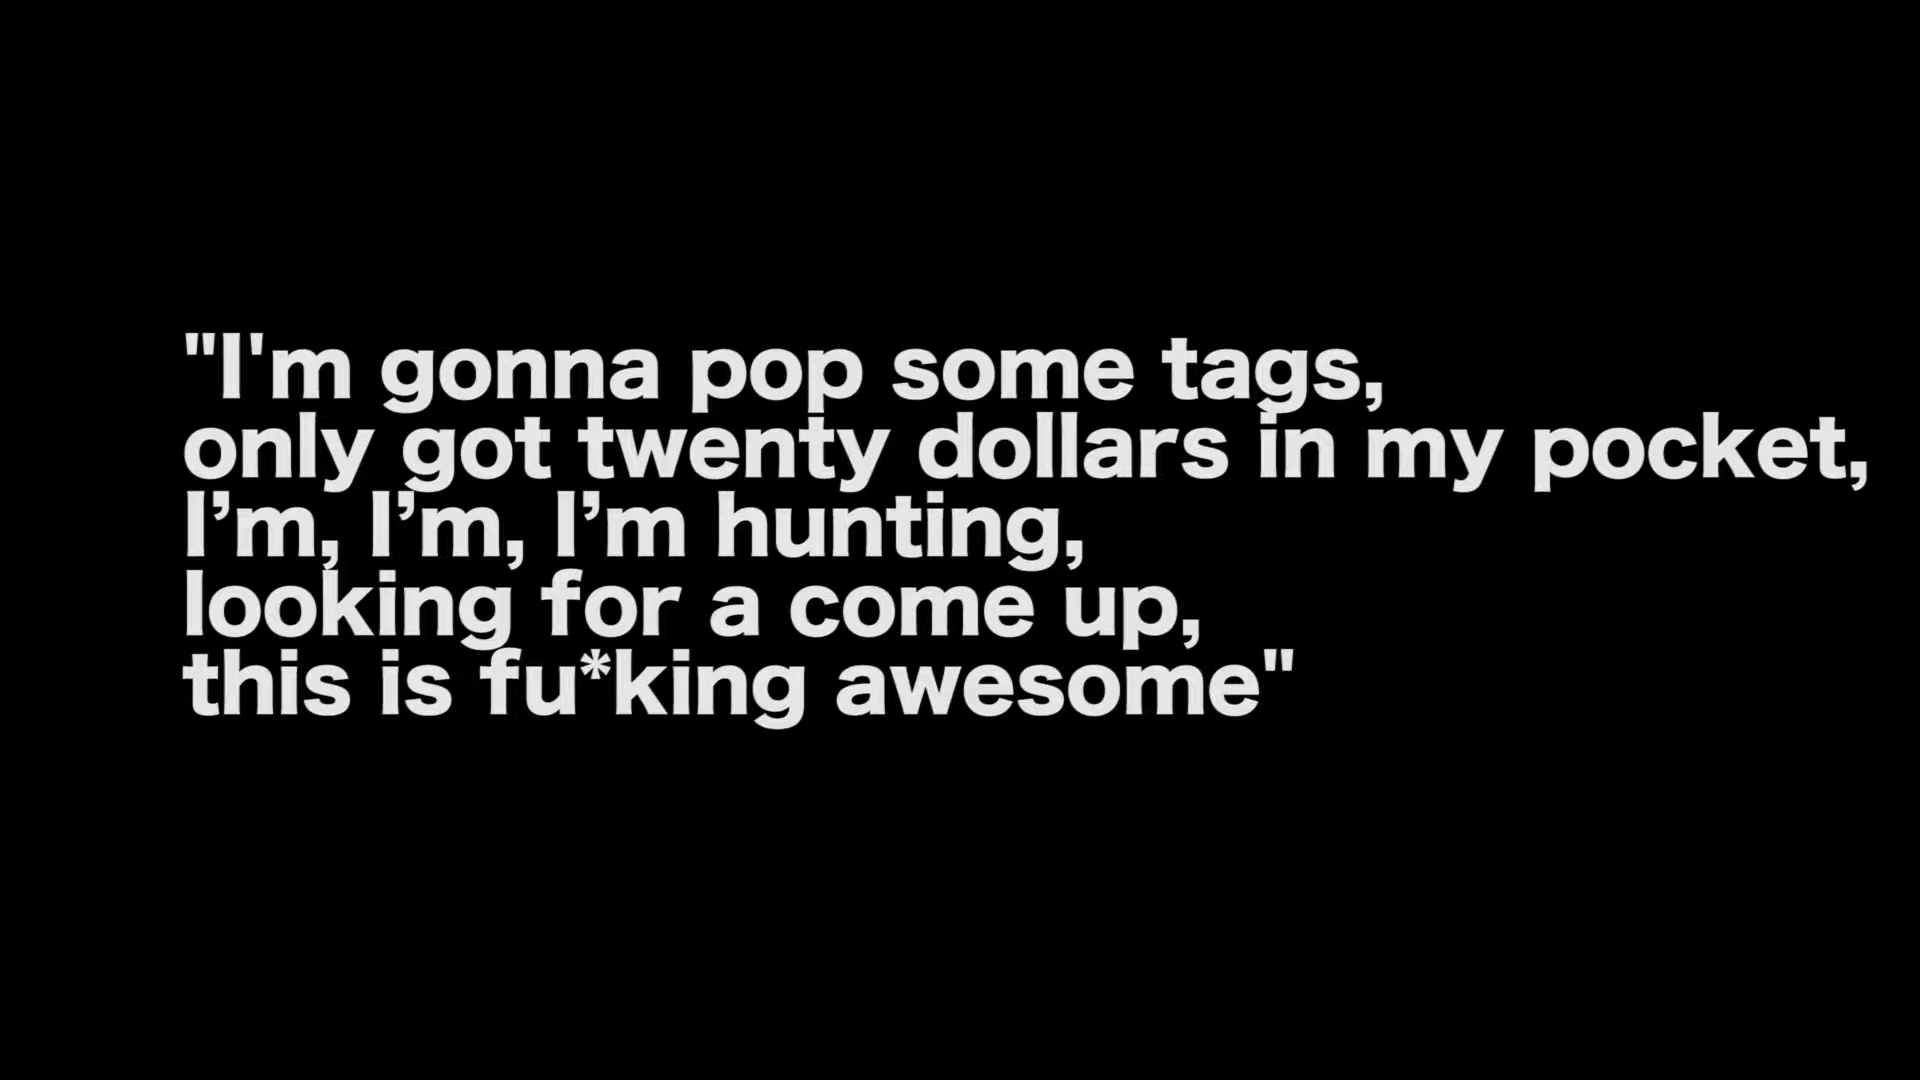 "I'm gonna pop some tags,
only got twenty dollars in my pocket,
I’m, I’m, I’m hunting,
looking for a come up,
this is fu*king awesome"